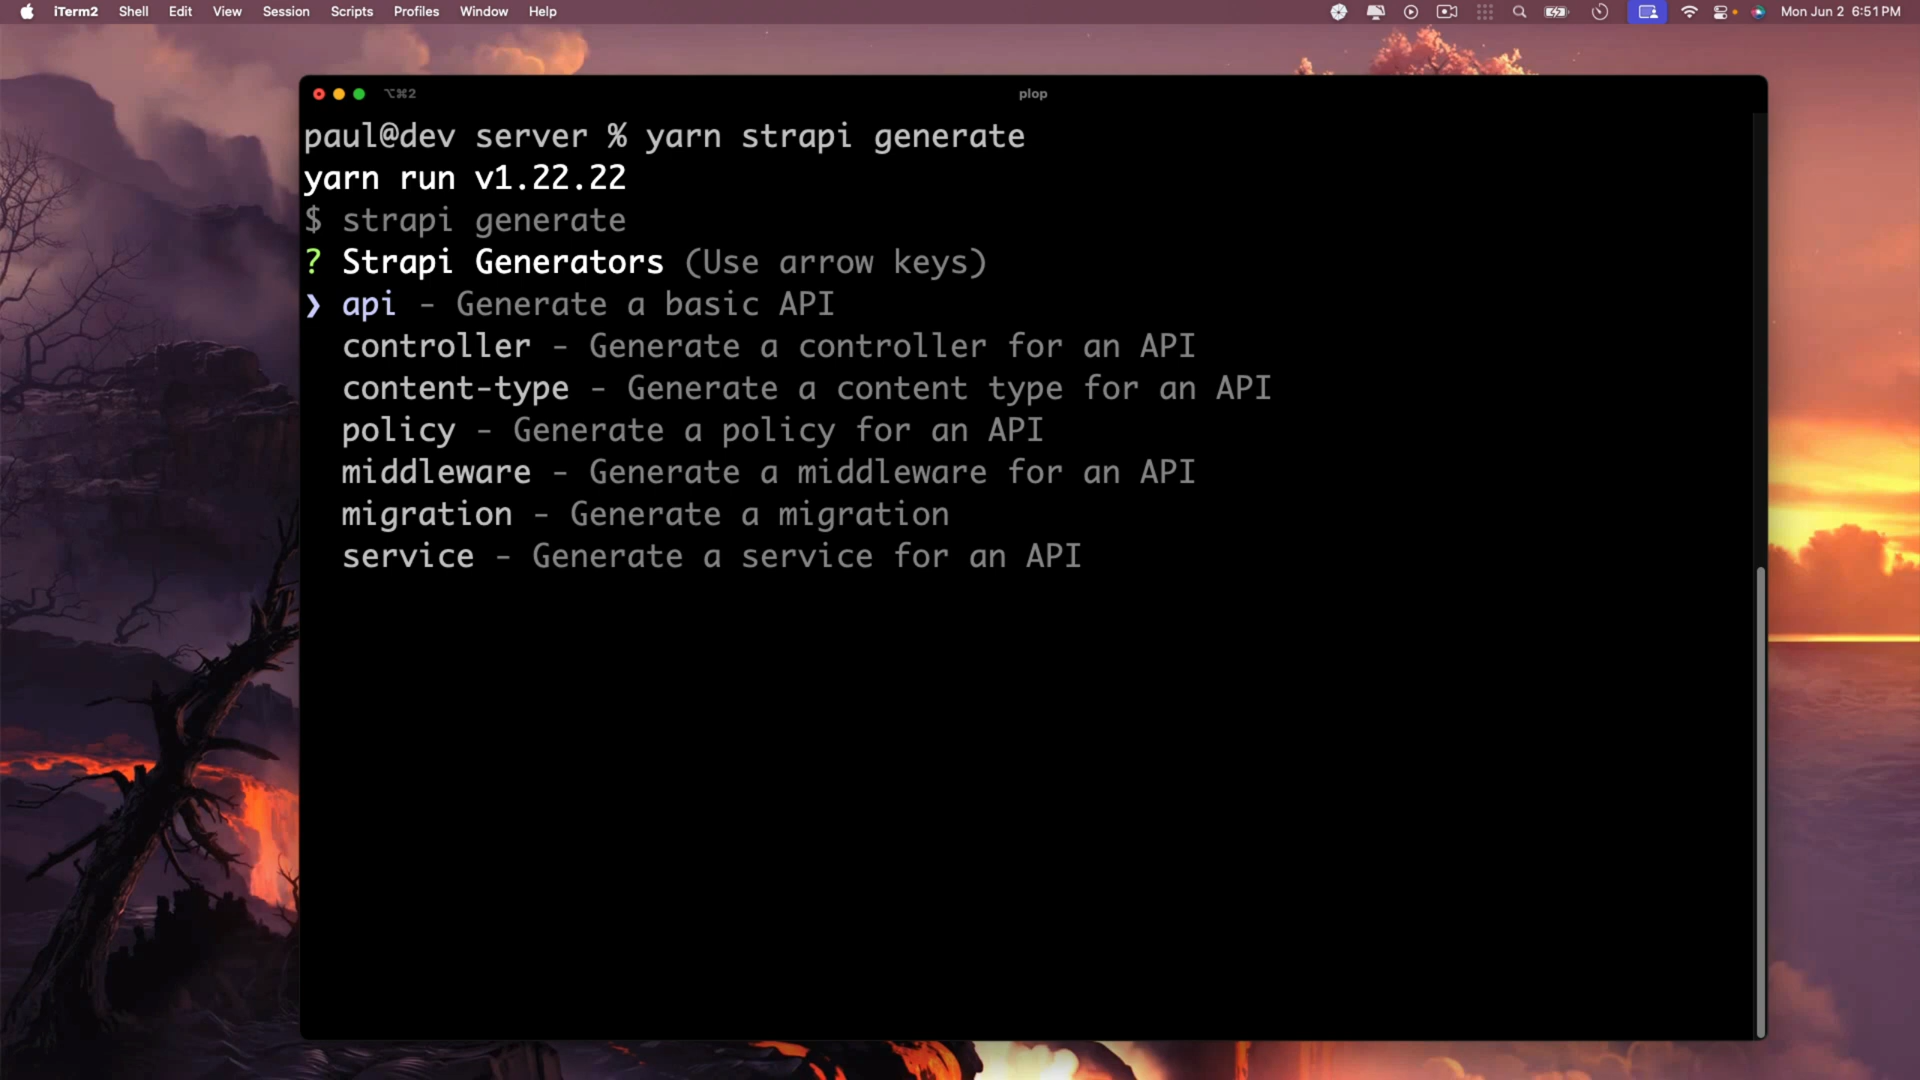 iTerm2 Shell Edit View Session Scripts Profiles Window Help Mon Jun 2 6:51 PM
⌥⌘2 plop
paul@dev server % yarn strapi generate
yarn run v1.22.22
$ strapi generate
? Strapi Generators (Use arrow keys)
❯ api - Generate a basic API
controller - Generate a controller for an API
content-type - Generate a content type for an API
policy - Generate a policy for an API
middleware - Generate a middleware for an API
migration - Generate a migration
service - Generate a service for an API